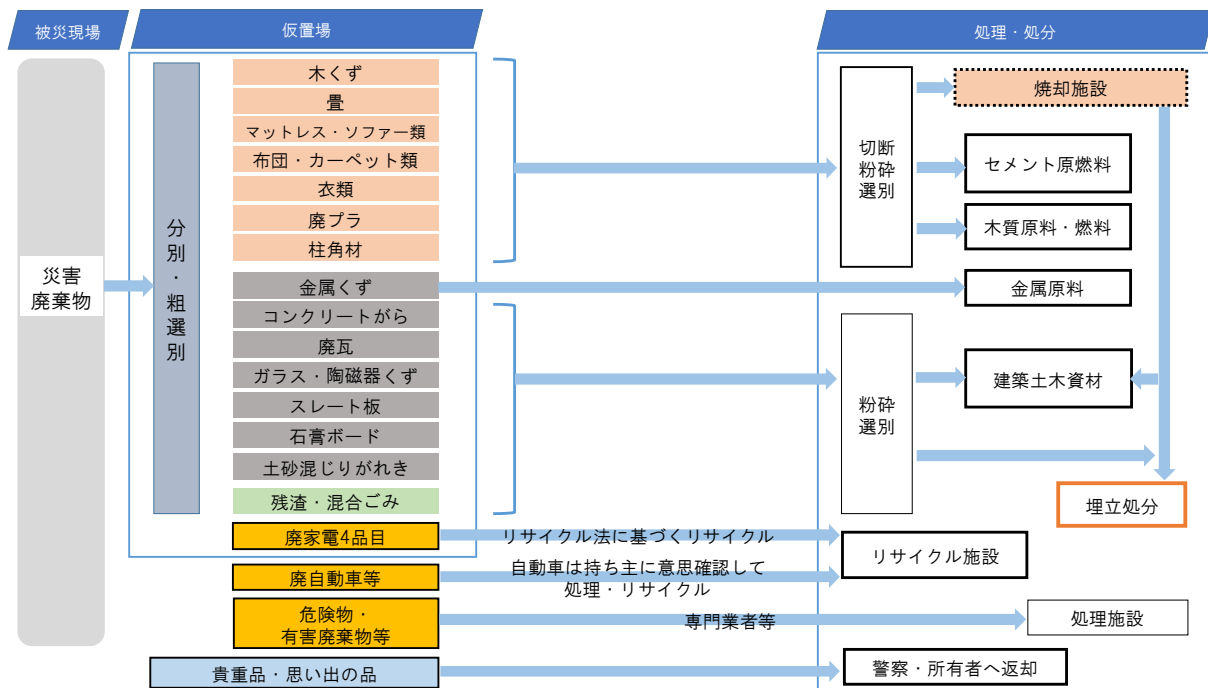 被災現場
仮置場
処理・処分
災害
廃棄物
分別・粗選別
木くず
畳
マットレス・ソファー類
布団・カーペット類
衣類
廃プラ
柱角材
金属くず
コンクリートがら
廃瓦
ガラス・陶磁器くず
スレート板
石膏ボード
土砂混じりがれき
残渣・混合ごみ
廃家電4品目
廃自動車等
危険物・
有害廃棄物等
貴重品・思い出の品
リサイクル法に基づくリサイクル
自動車は持ち主に意思確認して
処理・リサイクル
専門業者等
切断
粉砕
選別
焼却施設
セメント原燃料
木質原料・燃料
金属原料
粉砕
選別
建築土木資材
埋立処分
リサイクル施設
処理施設
警察・所有者へ返却